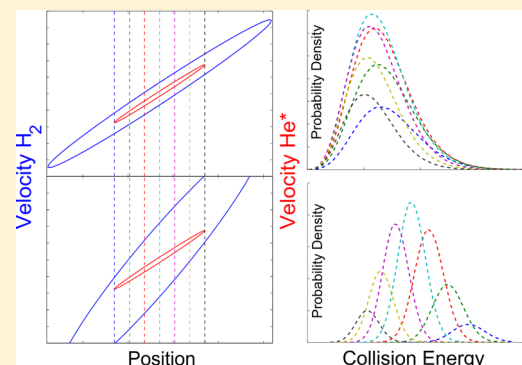 Velocity H2
Velocity He*
Probability Density
Probability Density
Position
Collision Energy